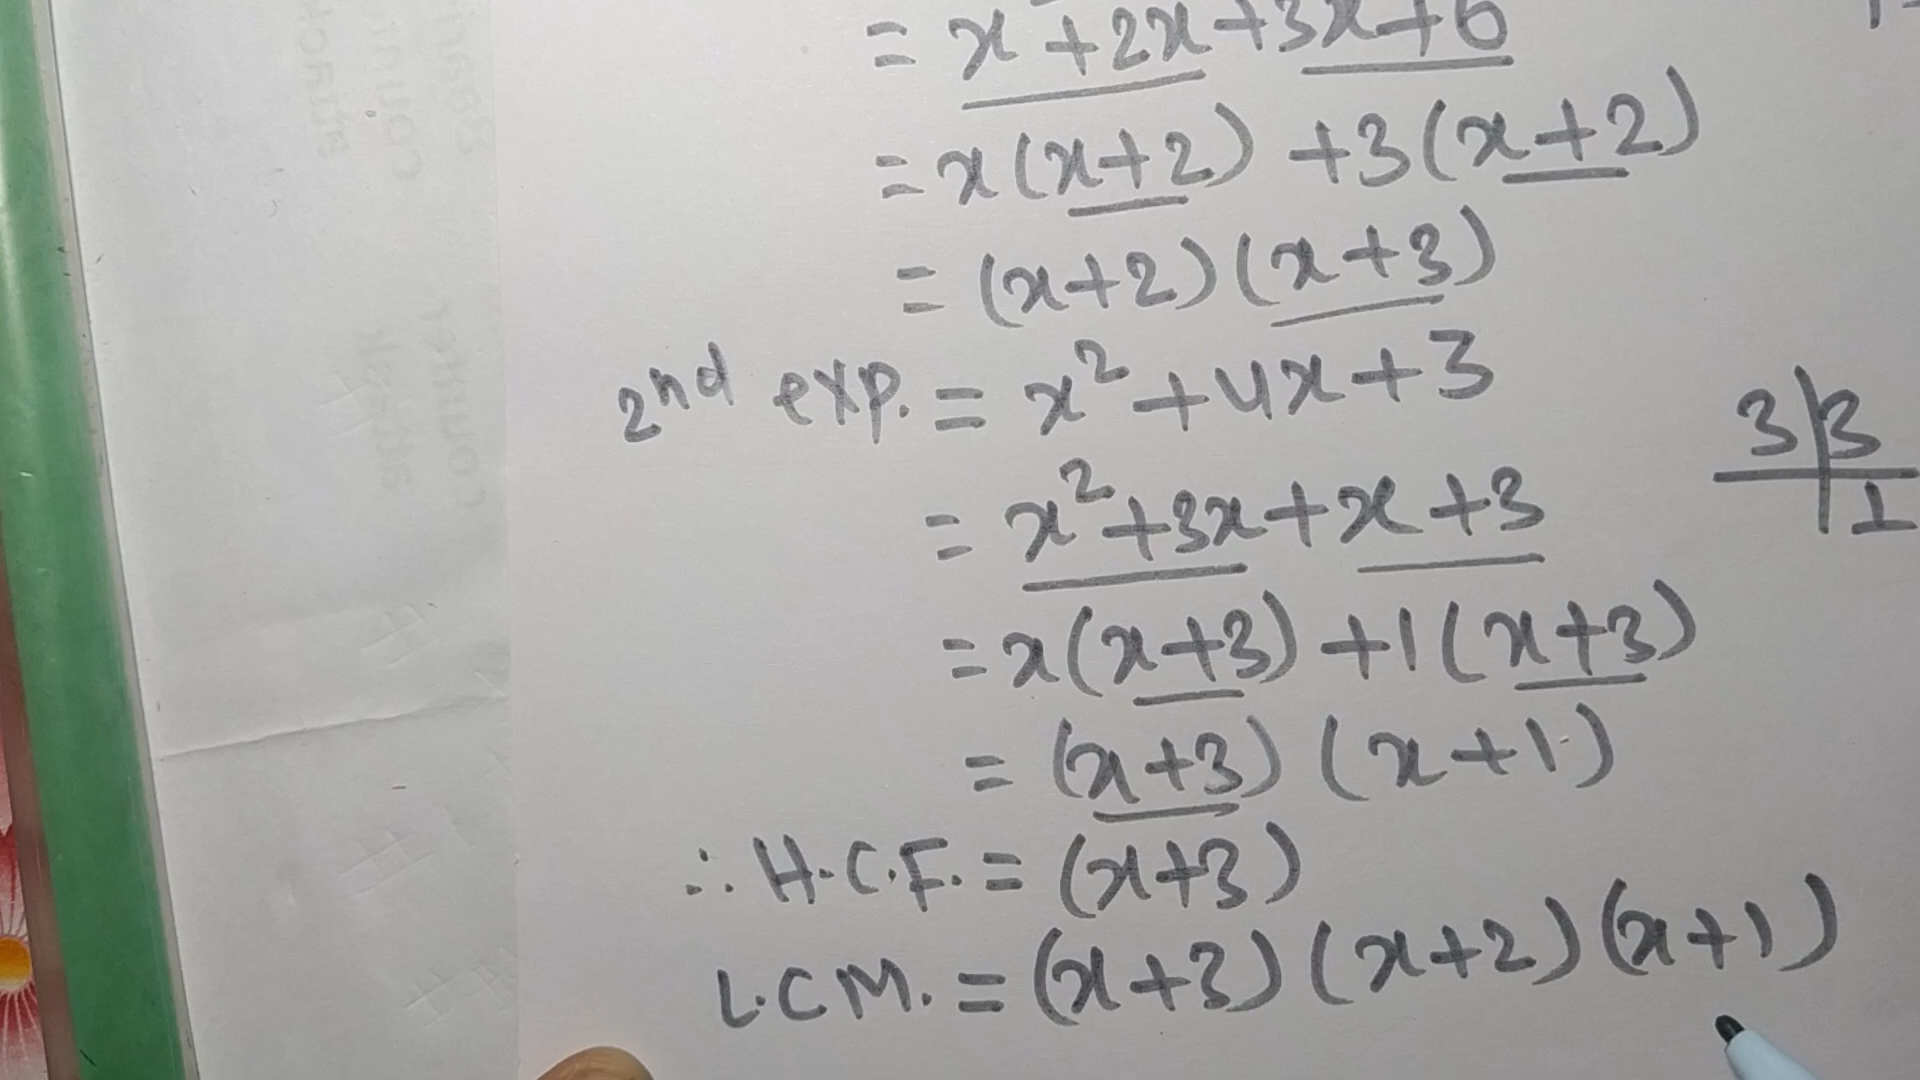 = x²+2x+3x+6
= x(x+2) +3(x+2)
= (x+2)(x+3)
2nd exp. = x²+4x+3
= x²+3x+x+3
= x(x+3) +1(x+3)
= (x+3) (x+1)
∴ H.C.F. = (x+3)
L.C.M. = (x+3)(x+2)(x+1)
3|3
1